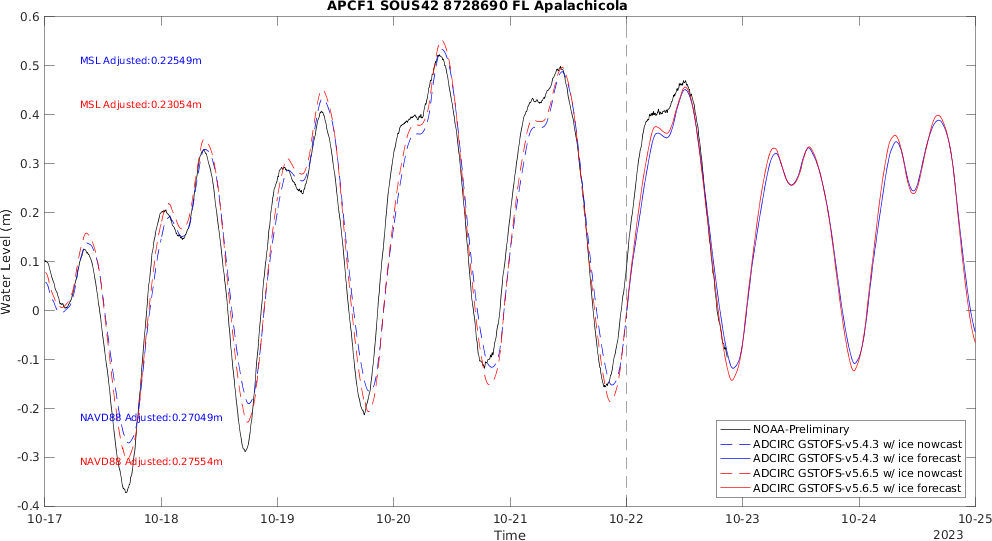 APCF1 SOUS42 8728690 FL Apalachicola
0.6
0.5
0.4
0.3
0.2
0.1
0
-0.1
-0.2
-0.3
-0.4
Water Level (m)
MSL Adjusted:0.22549m
MSL Adjusted:0.23054m
NAVD88 Adjusted:0.27049m
NAVD88 Adjusted:0.27554m
NOAA-Preliminary
ADCIRC GSTOFS-v5.4.3 w/ ice nowcast
ADCIRC GSTOFS-v5.4.3 w/ ice forecast
ADCIRC GSTOFS-v5.6.5 w/ ice nowcast
ADCIRC GSTOFS-v5.6.5 w/ ice forecast
10-17 10-18 10-19 10-20 10-21 10-22 10-23 10-24 10-25
Time
2023